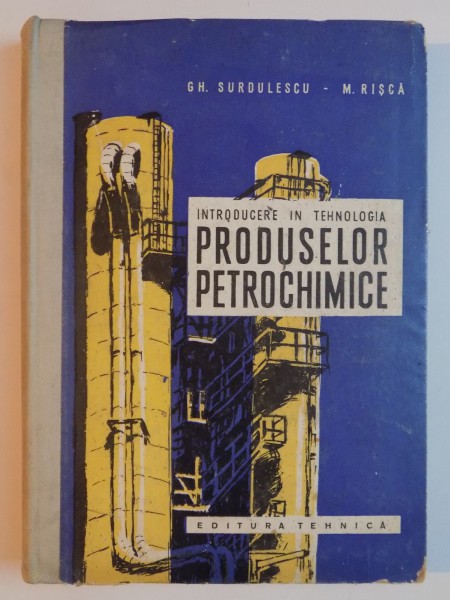 GH. SURDULESCU - M. RIȘCĂ
INTRODUCERE IN TEHNOLOGIA
PRODUSELOR
PETROCHIMICE
EDITURA TEHNICĂ